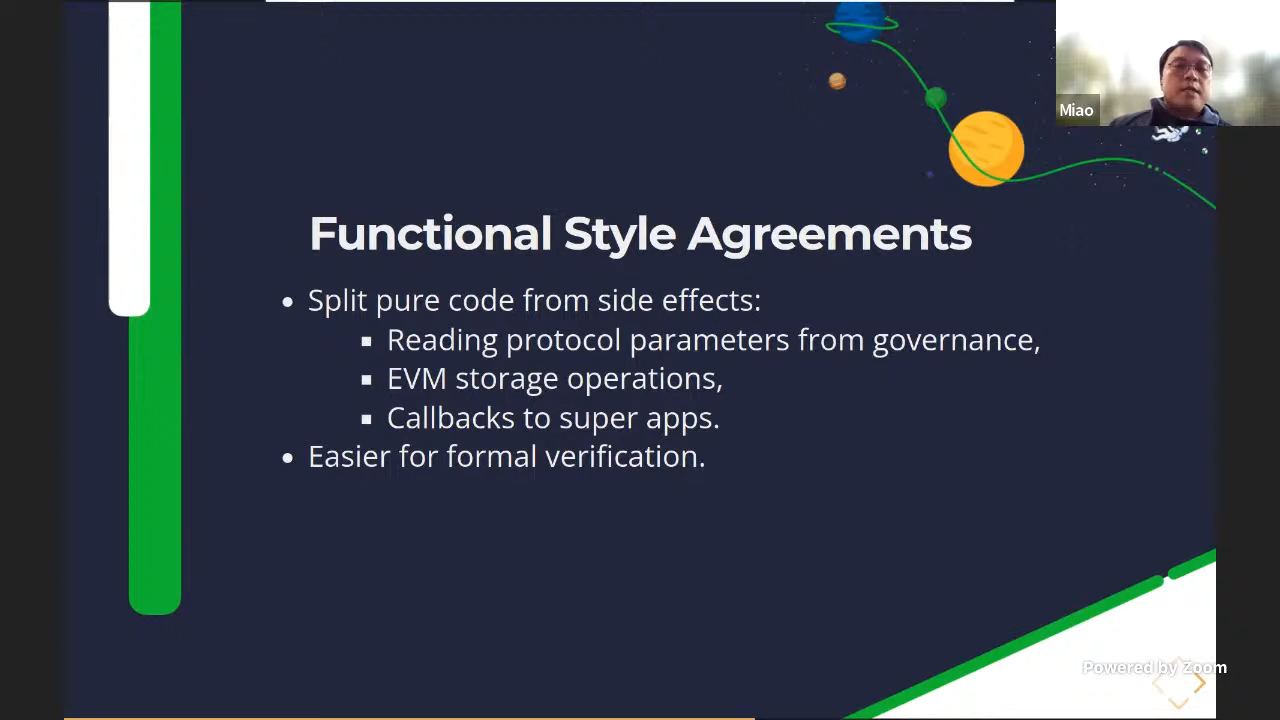 Miao
Functional Style Agreements
Split pure code from side effects:
Reading protocol parameters from governance,
EVM storage operations,
Callbacks to super apps.
Easier for formal verification.
Powered by Zoom